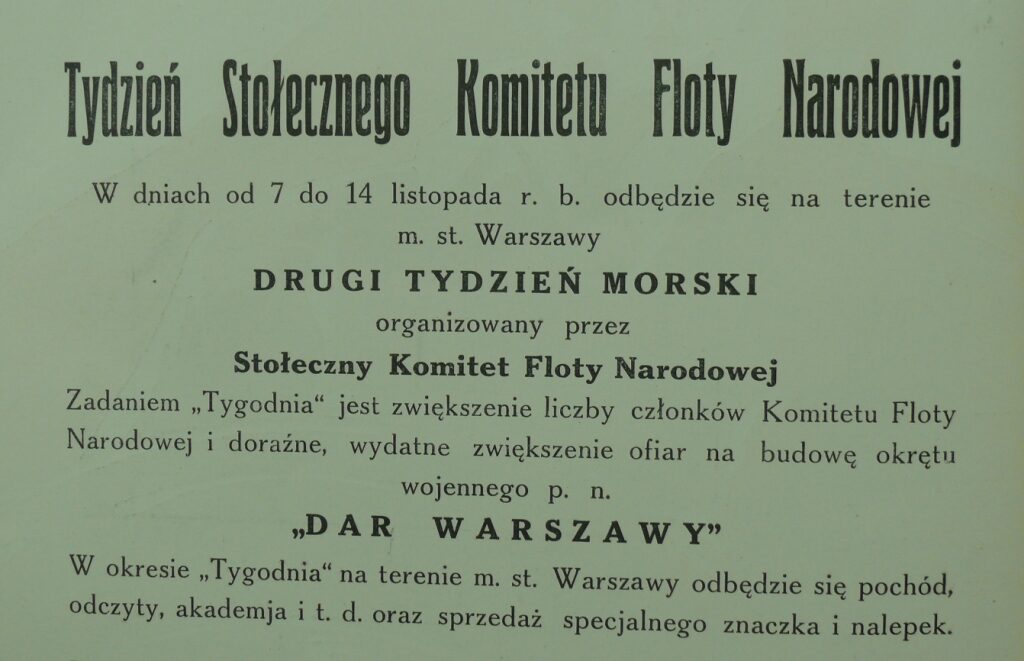 Tydzień Stołecznego Komitetu Floty Narodowej
W dniach od 7 do 14 listopada r. b. odbędzie się na terenie
m. st. Warszawy
DRUGI TYDZIEŃ MORSKI
organizowany przez
Stołeczny Komitet Floty Narodowej
Zadaniem „Tygodnia“ jest zwiększenie liczby członków Komitetu Floty
Narodowej i doraźne, wydatne zwiększenie ofiar na budowę okrętu
wojennego p. n.
„DAR WARSZAWY”
W okresie „Tygodnia“ na terenie m. st. Warszawy odbędzie się pochód,
odczyty, akademja i t. d. oraz sprzedaż specjalnego znaczka i nalepek.